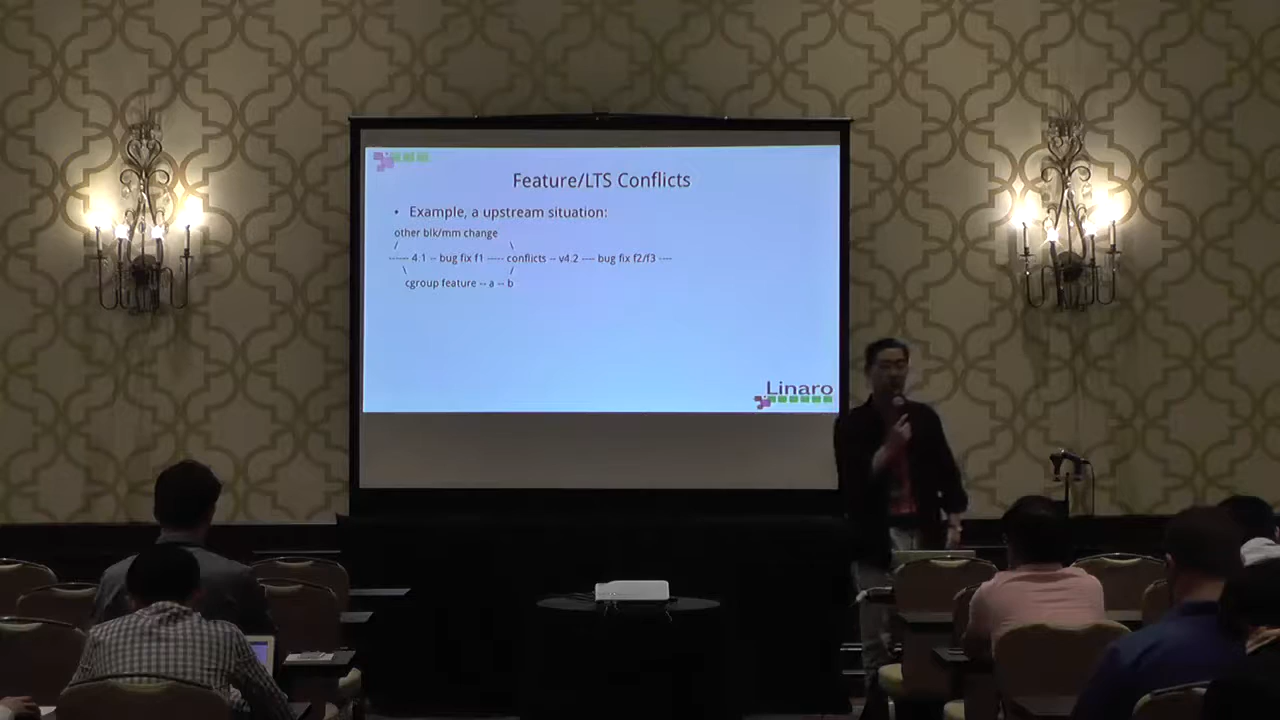 Feature/LTS Conflicts
• Example, a upstream situation:
other blk/mm change
/ \
------ 4.1 -- bug fix f1 ----- conflicts -- v4.2 ---- bug fix f2/f3 ----
\ /
cgroup feature -- a -- b
Linaro